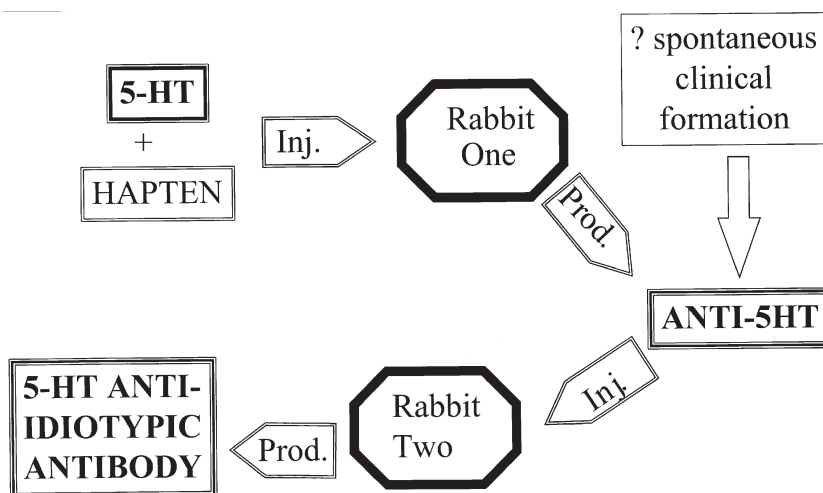 5-HT
+
HAPTEN
Inj.
Rabbit
One
? spontaneous
clinical
formation
Prod.
ANTI-5HT
Inj.
Rabbit
Two
Prod.
5-HT ANTI-
IDIOTYPIC
ANTIBODY